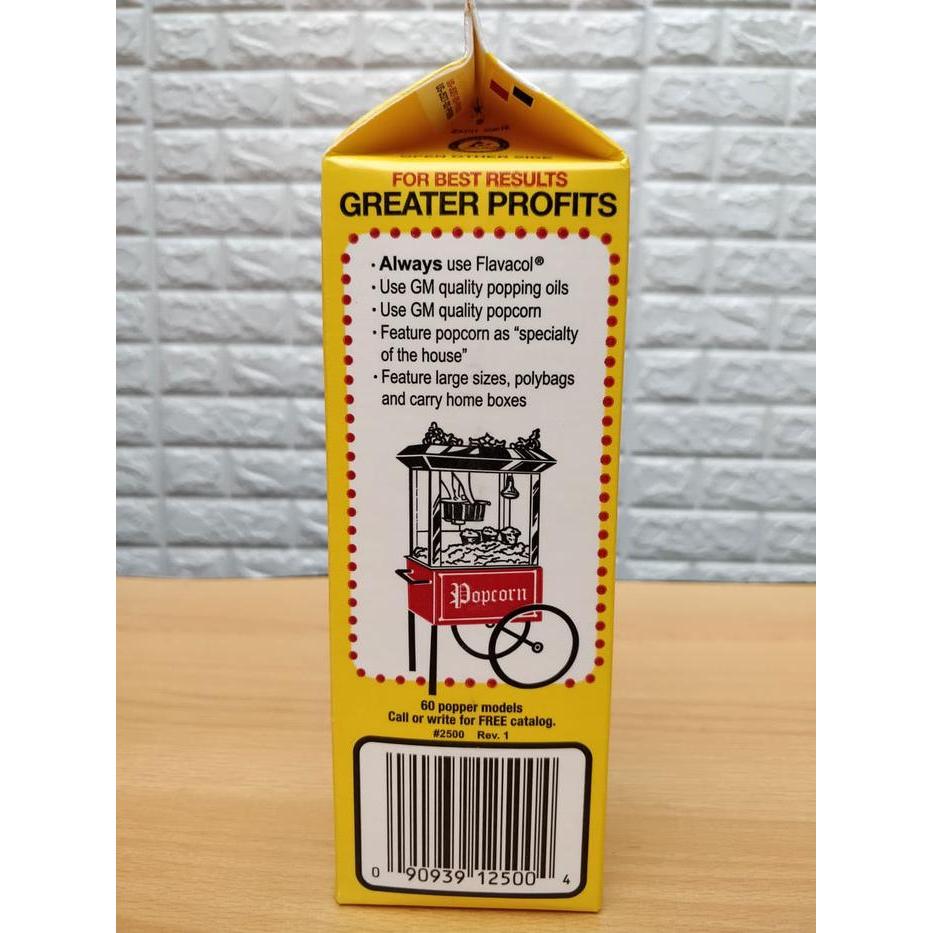 OPEN OTHER SIDE
FOR BEST RESULTS
GREATER PROFITS
· Always use Flavacol®
· Use GM quality popping oils
· Use GM quality popcorn
· Feature popcorn as “specialty
of the house”
· Feature large sizes, polybags
and carry home boxes
Popcorn
60 popper models
Call or write for FREE catalog.
#2500 Rev. 1
0 90939 12500 4